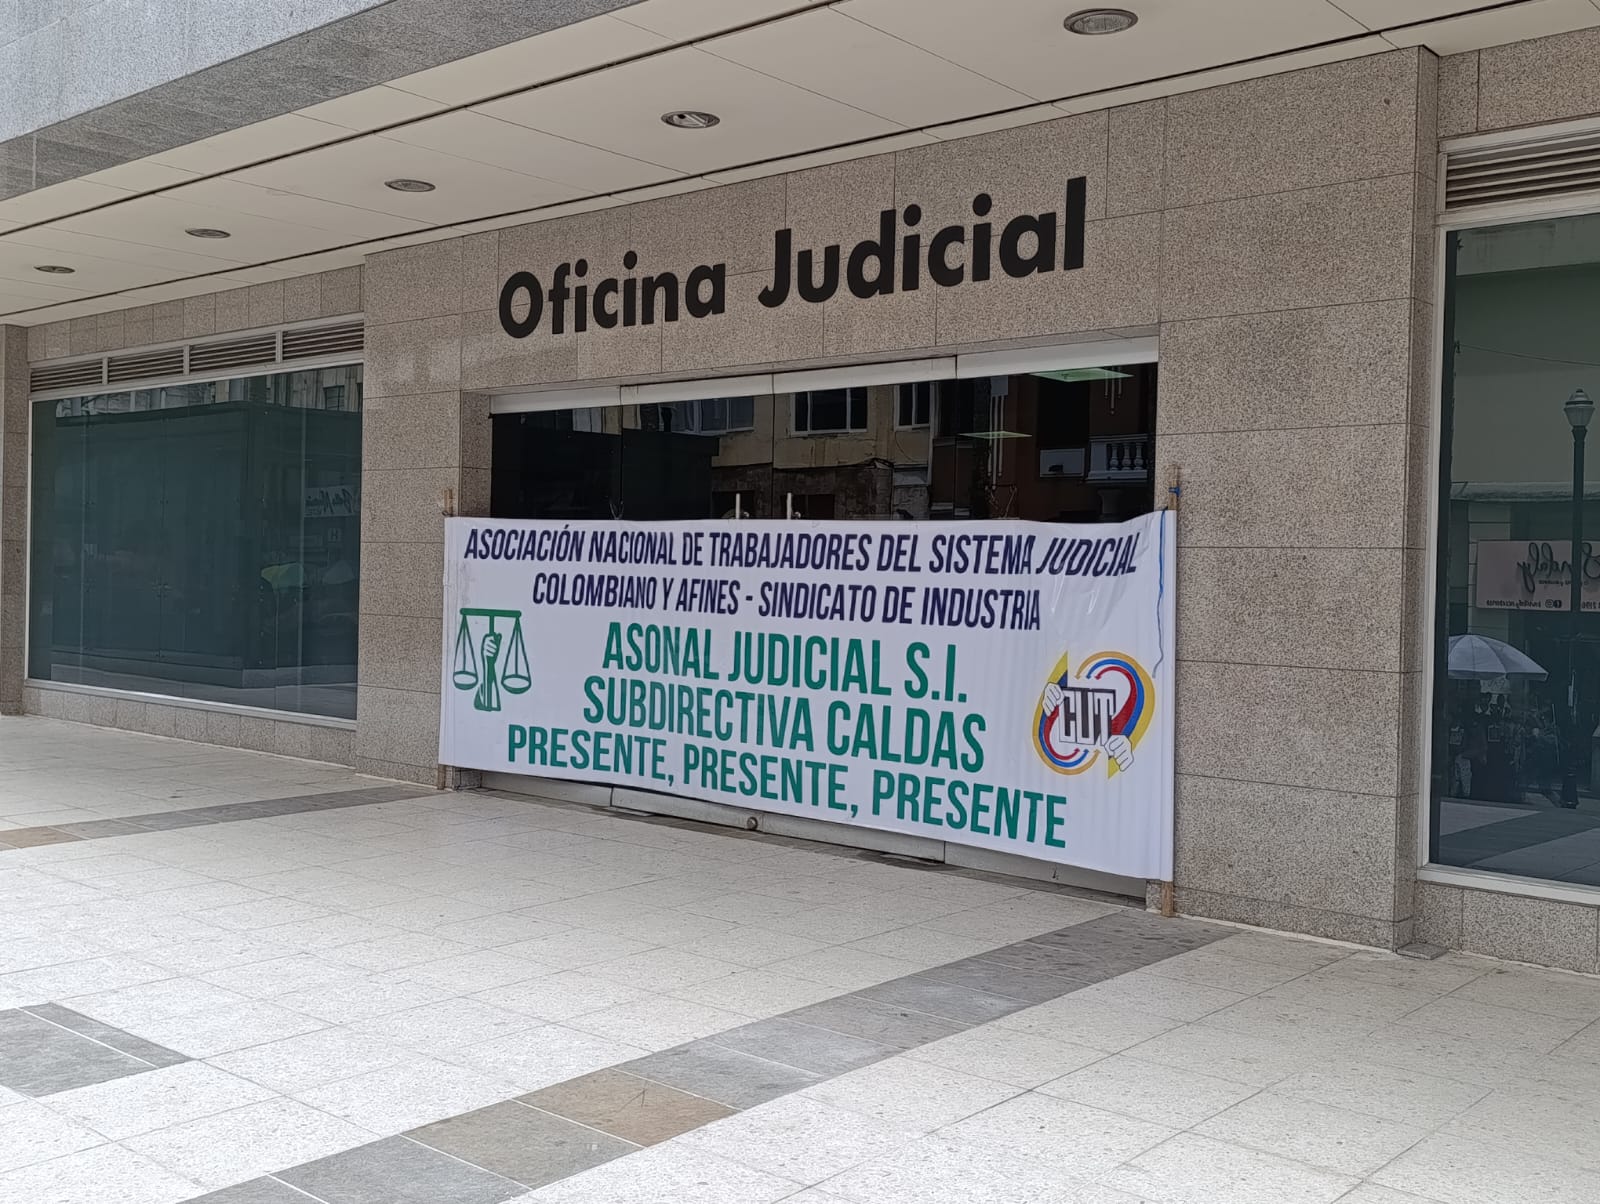 Oficina Judicial
ASOCIACIÓN NACIONAL DE TRABAJADORES DEL SISTEMA JUDICIAL
COLOMBIANO Y AFINES - SINDICATO DE INDUSTRIA
ASONAL JUDICIAL S.I.
SUBDIRECTIVA CALDAS
PRESENTE, PRESENTE, PRESENTE
CUT